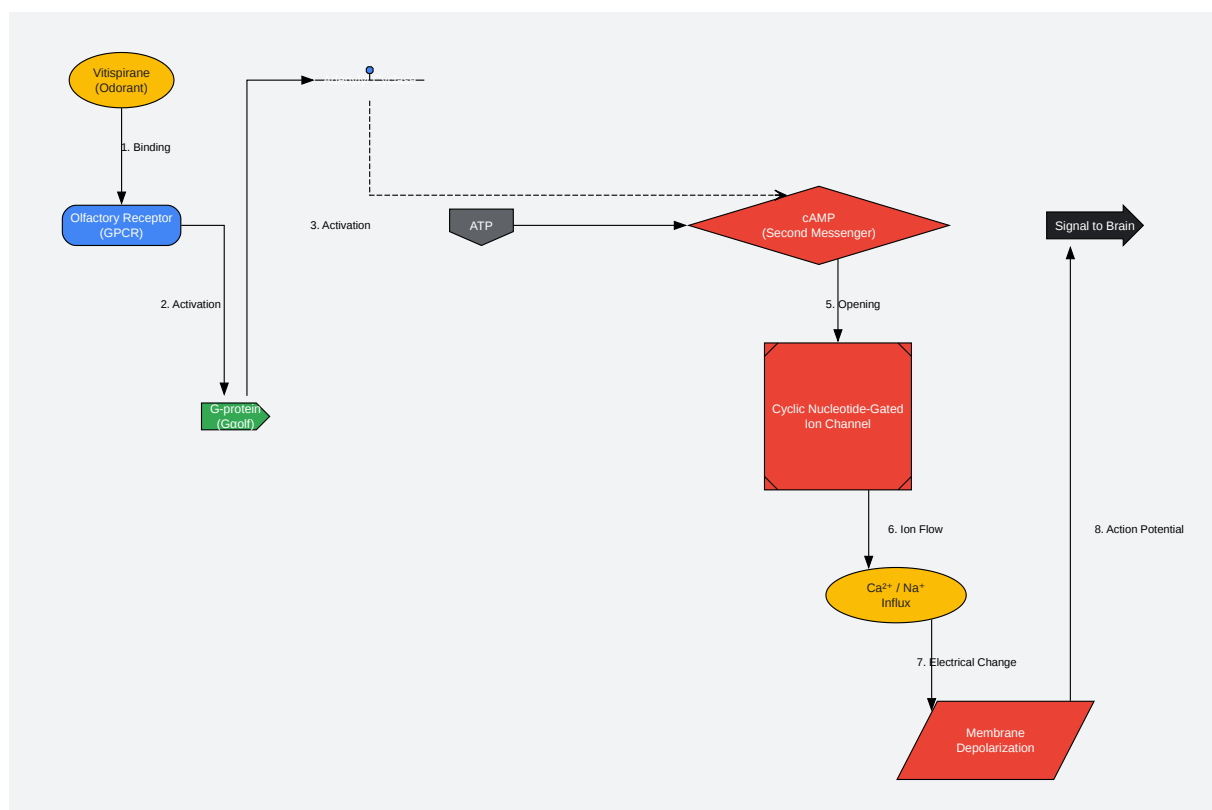 Vitispirane
(Odorant)
1. Binding
Olfactory Receptor
(GPCR)
2. Activation
G-protein
(Gαolf)
3. Activation
ATP
cAMP
(Second Messenger)
5. Opening
Cyclic Nucleotide-Gated
Ion Channel
6. Ion Flow
Ca²⁺ / Na⁺
Influx
7. Electrical Change
Membrane
Depolarization
8. Action Potential
Signal to Brain